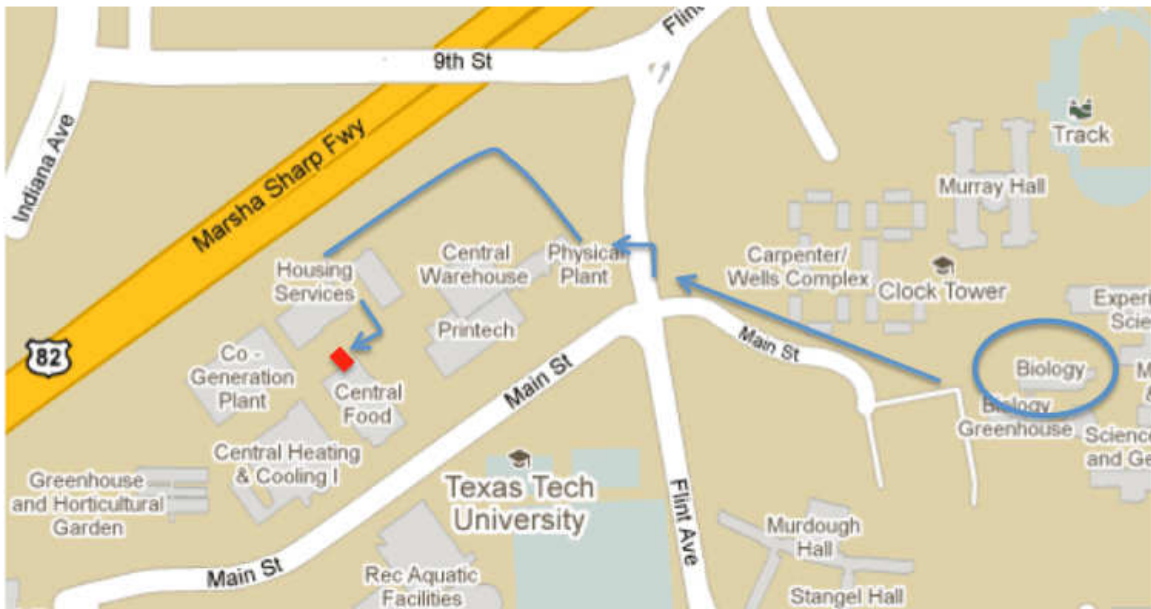 Flint
9th St
Indiana Ave
Marsha Sharp Fwy
Track
Murray Hall
Housing
Services
Central
Warehouse
Physical
Plant
Carpenter/
Wells Complex
Clock Tower
Printech
82
Co -
Generation
Plant
Central
Food
Main St
Main St
Biology
Biology
Greenhouse
Central Heating
& Cooling I
Greenhouse
and Horticultural
Garden
Texas Tech
University
Flint Ave
Murdough
Hall
Stangel Hall
Main St
Rec Aquatic
Facilities